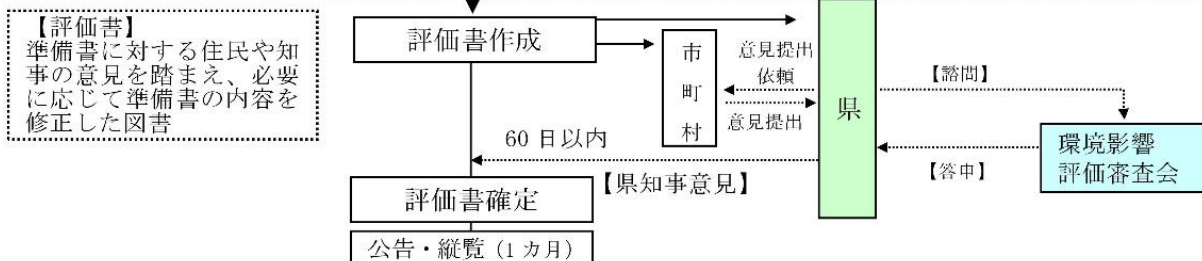 【評価書】
準備書に対する住民や知
事の意見を踏まえ、必要
に応じて準備書の内容を
修正した図書
評価書作成
市
町
村
意見提出
依頼
意見提出
県
【諮問】
【答申】
環境影響
評価審査会
60 日以内
【県知事意見】
評価書確定
公告・縦覧（1 カ月）